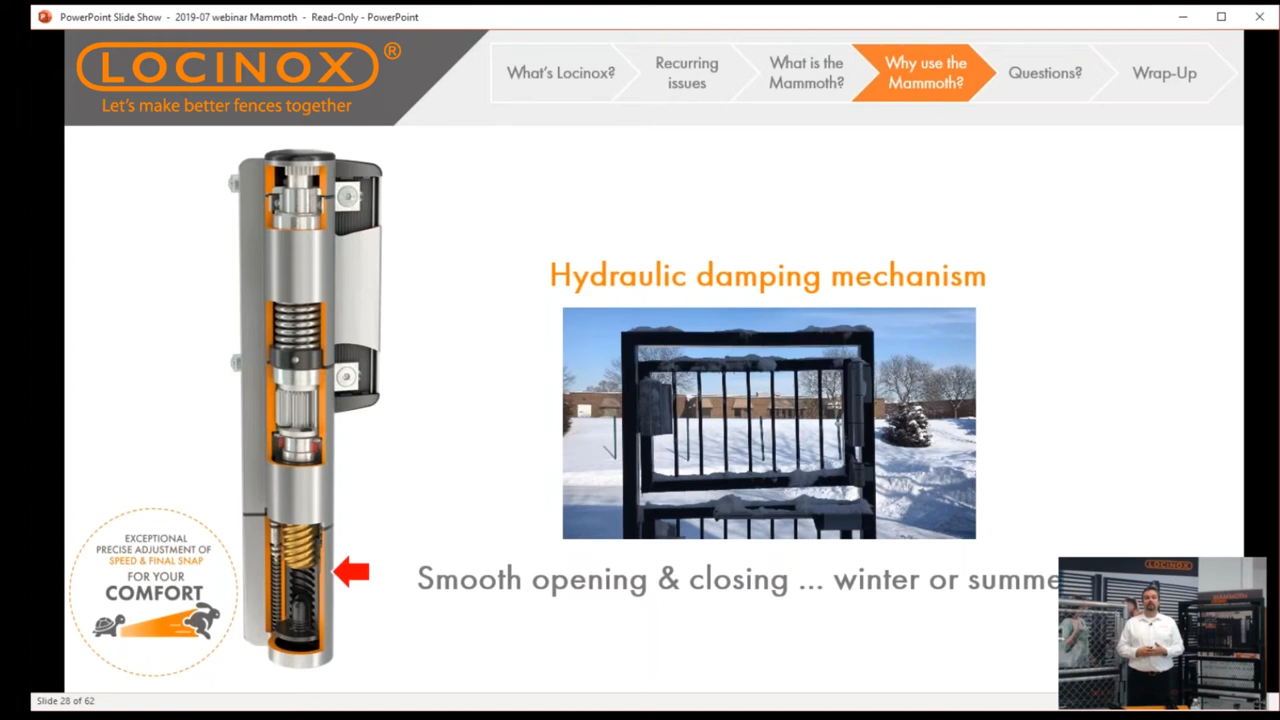 PowerPoint Slide Show - 2019-07 webinar Mammoth - Read-Only - PowerPoint
LOCINOX®
Let's make better fences together
What's Locinox?
Recurring
issues
What is the
Mammoth?
Why use the
Mammoth?
Questions?
Wrap-Up
Hydraulic damping mechanism
EXCEPTIONAL
PRECISE ADJUSTMENT OF
SPEED & FINAL SNAP
FOR YOUR
COMFORT
Smooth opening & closing ... winter or summe
LOCINOX
MAMMOTH
Slide 28 of 62